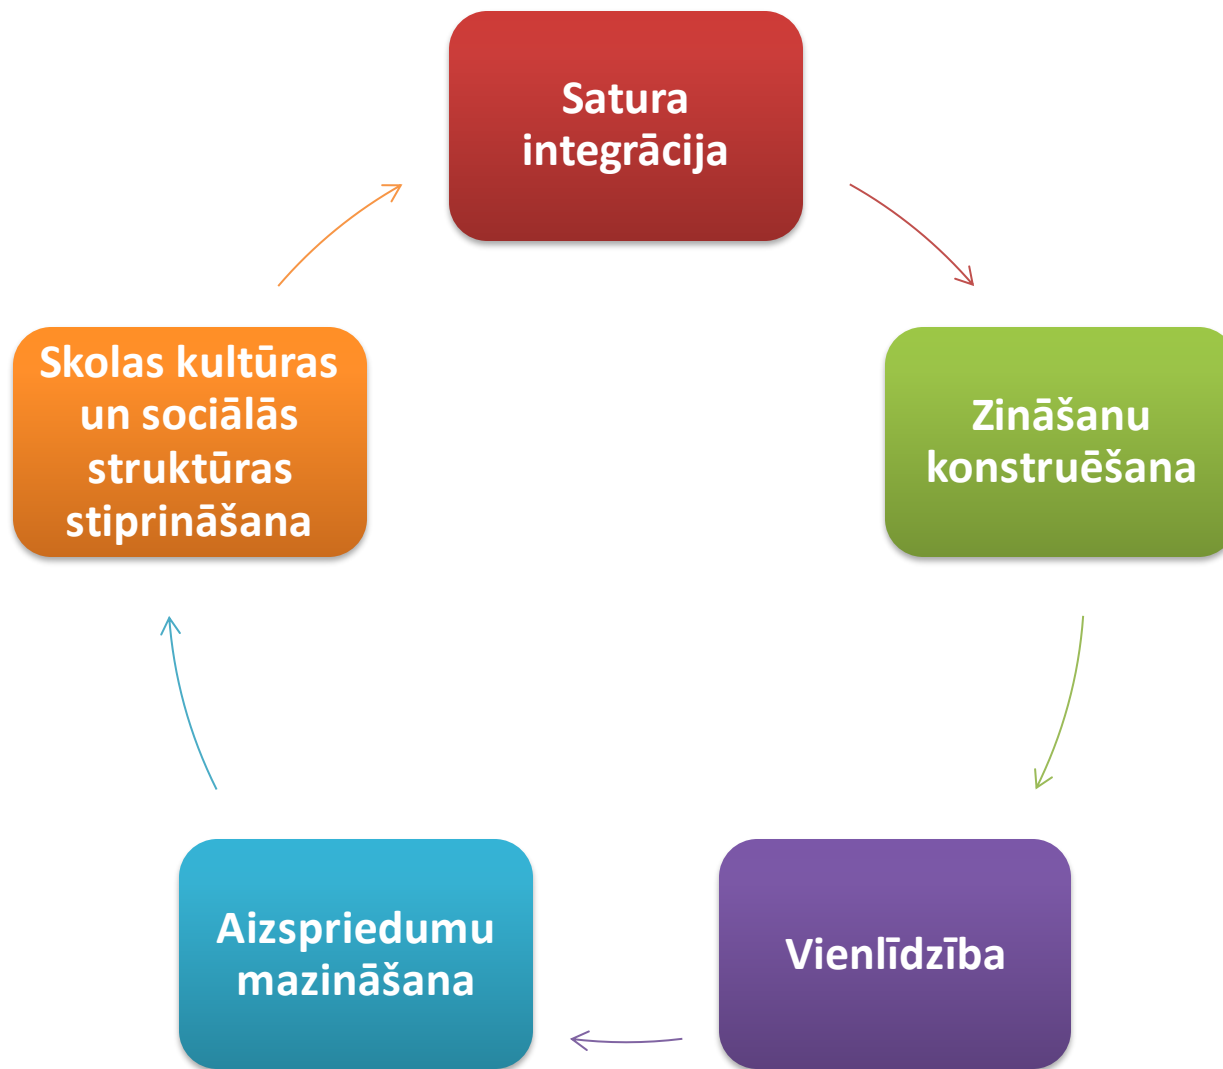 Satura
integrācija
Zināšanu
konstruēšana
Vienlīdzība
Aizspriedumu
mazināšana
Skolas kultūras
un sociālās
struktūras
stiprināšana